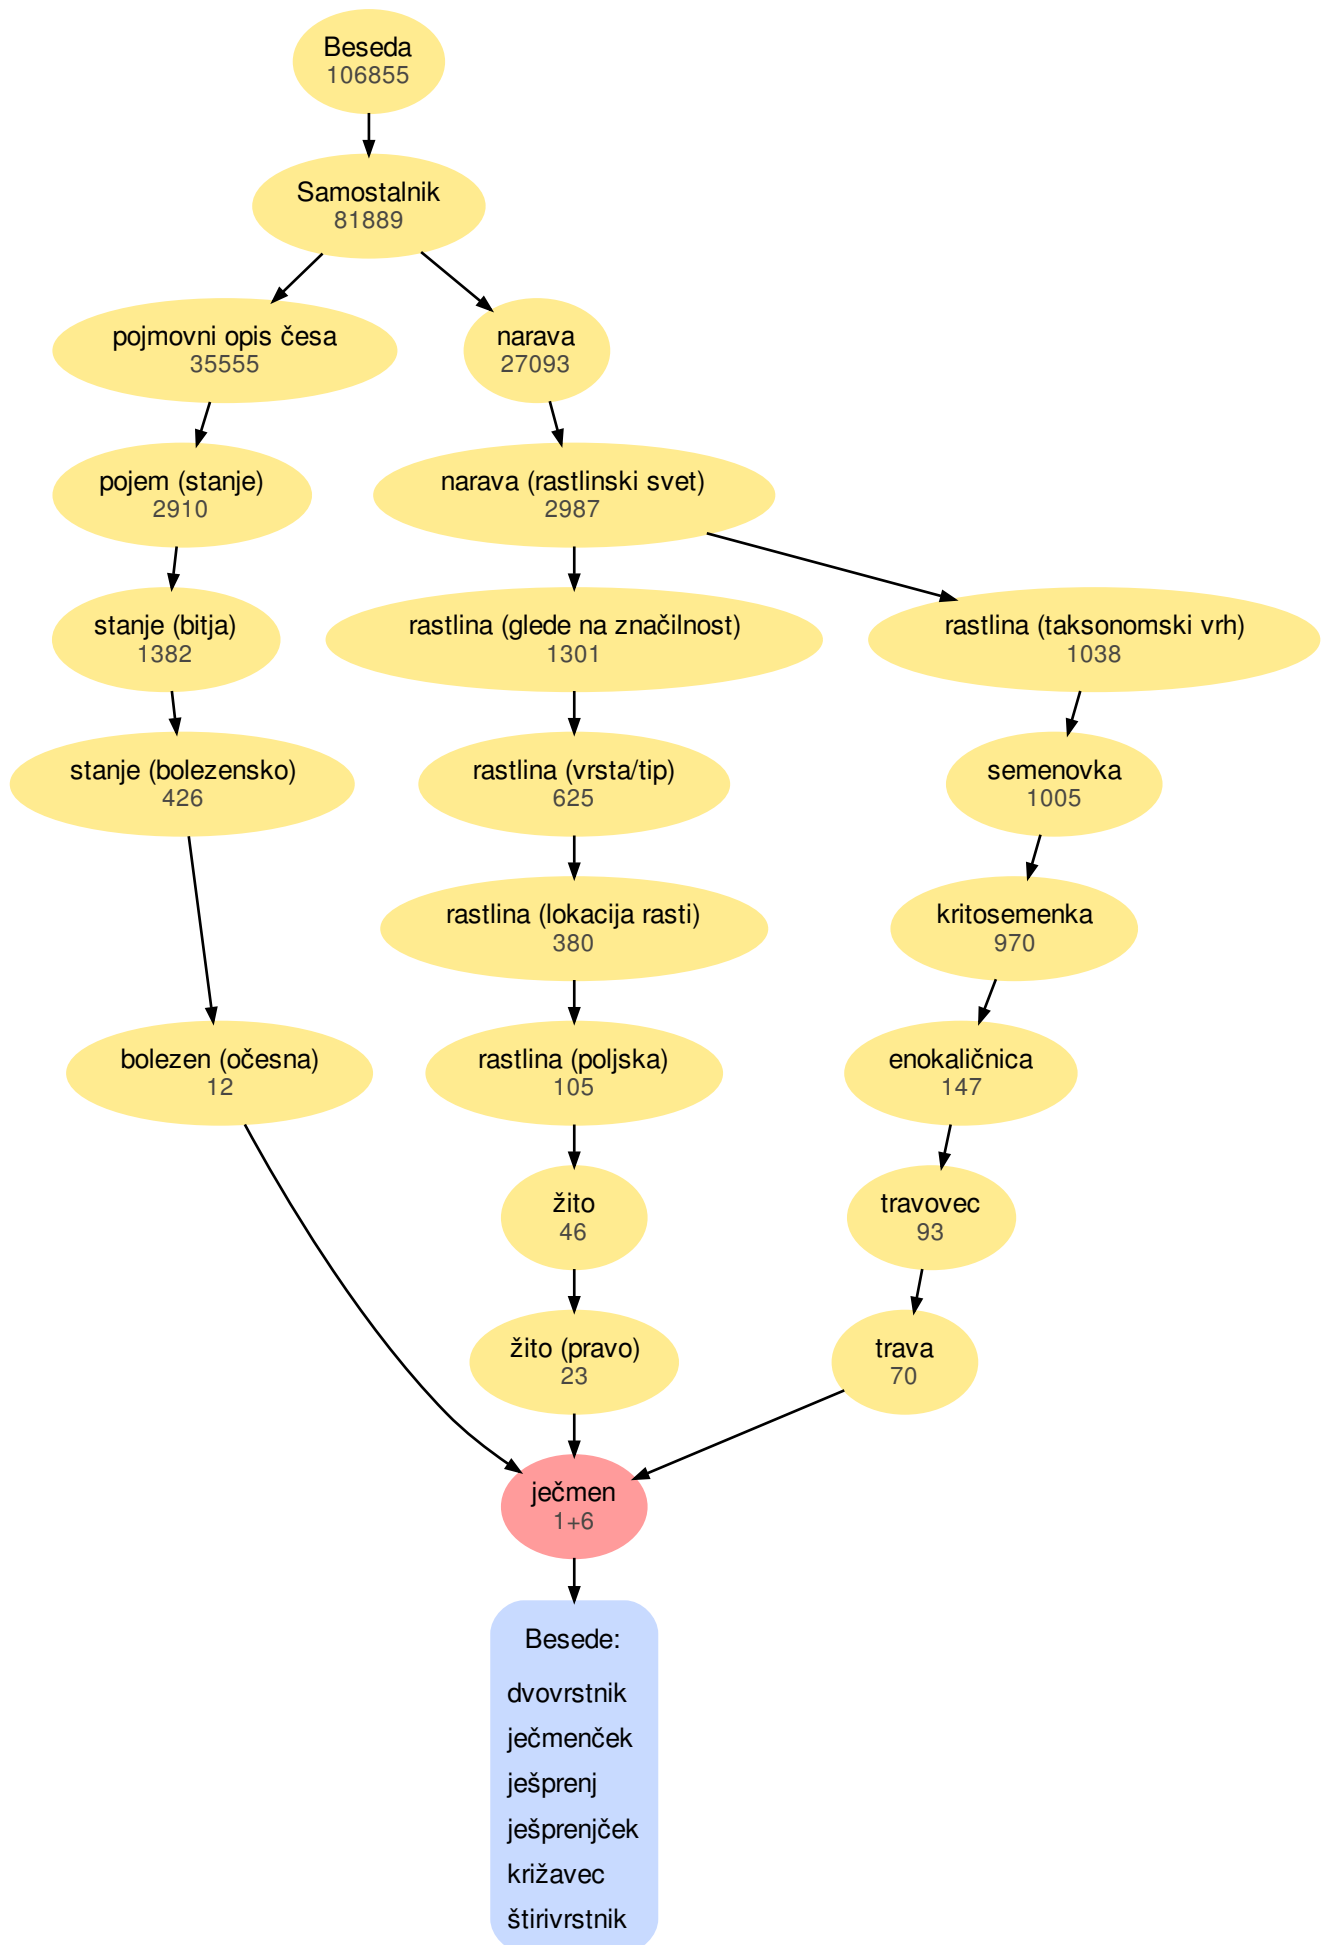 Beseda
106855
Samostalnik
81889
pojmovni opis česa
35555
narava
27093
pojem (stanje)
2910
narava (rastlinski svet)
2987
stanje (bitja)
1382
rastlina (glede na značilnost)
1301
rastlina (taksonomski vrh)
1038
stanje (bolezensko)
426
rastlina (vrsta/tip)
625
semenovka
1005
rastlina (lokacija rasti)
380
kritosemenka
970
bolezen (očesna)
12
rastlina (poljska)
105
enokaličnica
147
žito
46
travovec
93
žito (pravo)
23
trava
70
ječmen
1+6
Besede:
dvovrstnik
ječmenček
ješprenj
ješprenjček
križavec
štirivrstnik